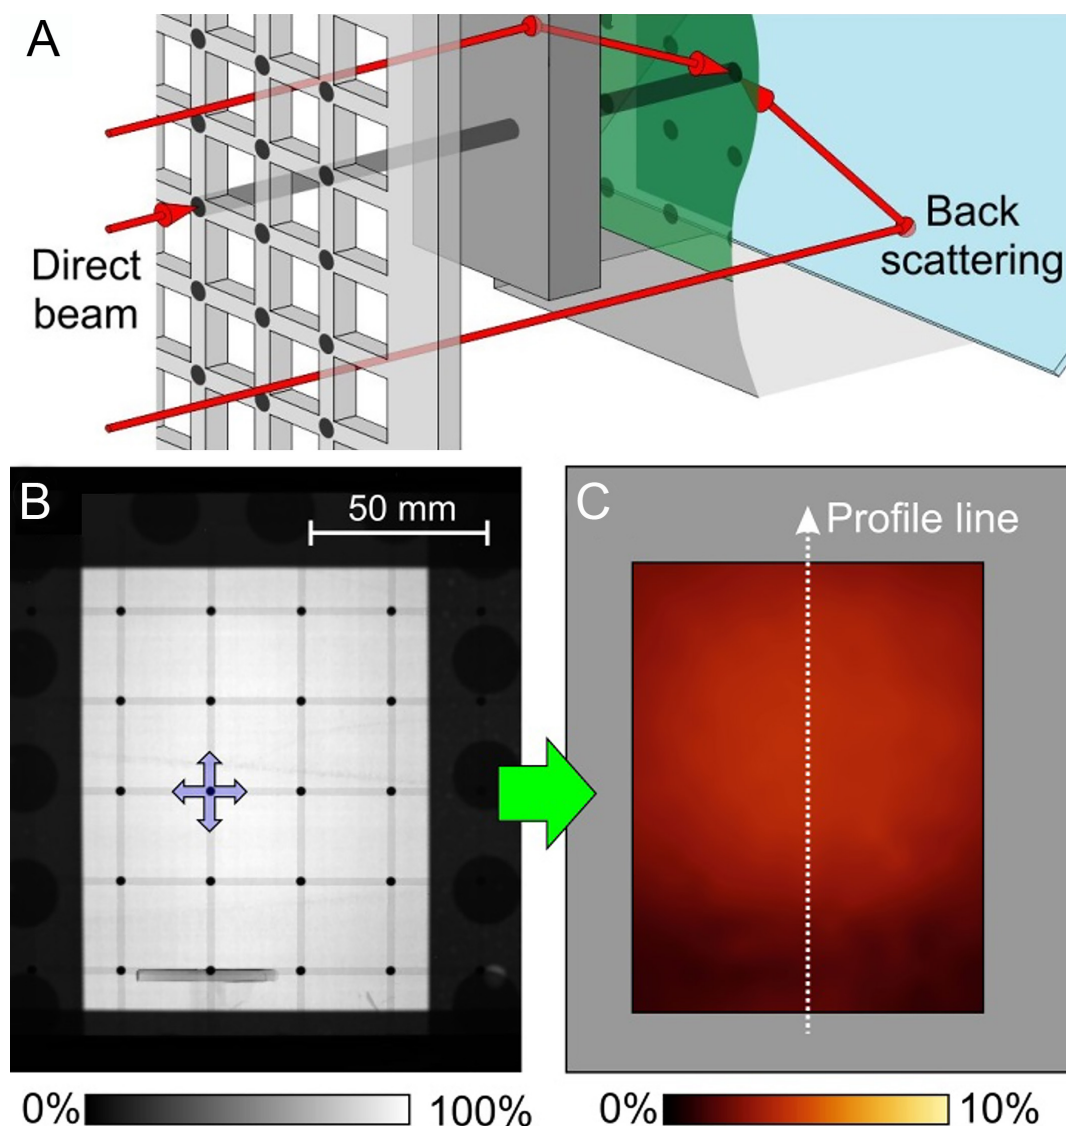 A
Direct
beam
Back
scattering
B
50 mm
C
Profile line
0%
100%
0%
10%